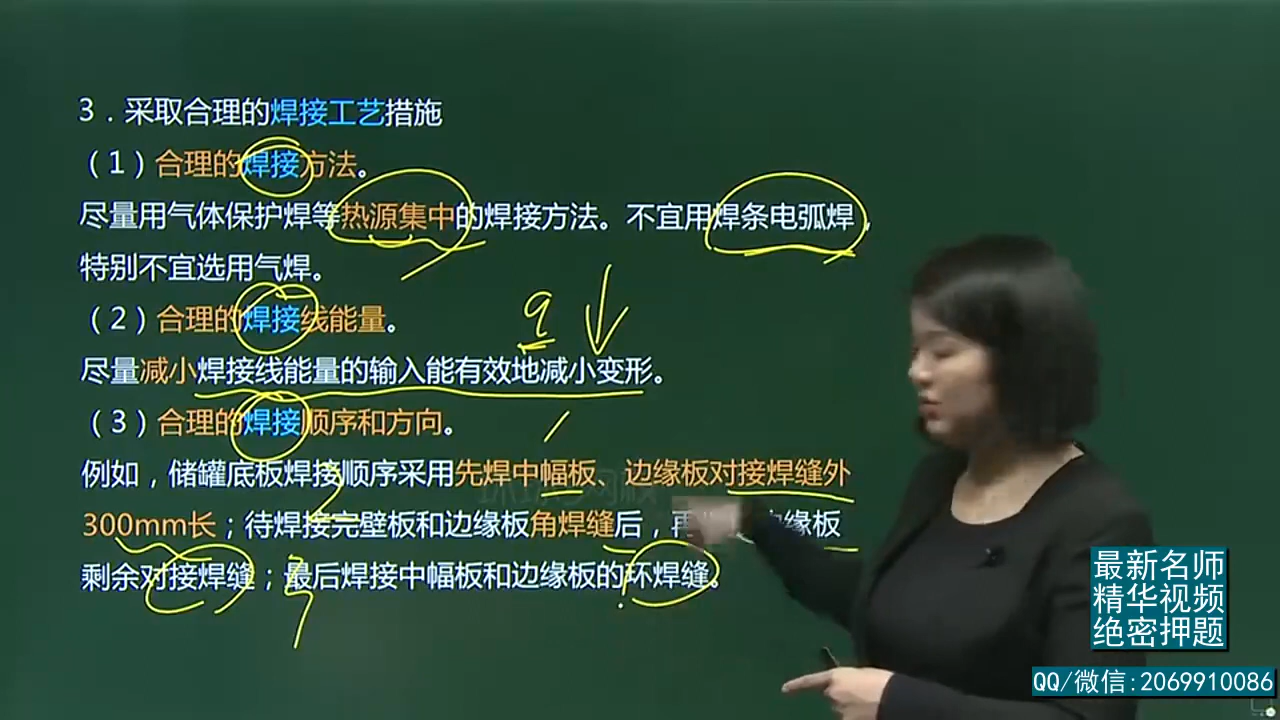 3．采取合理的焊接工艺措施
（1）合理的焊接方法。
尽量用气体保护焊等热源集中的焊接方法。不宜用焊条电弧焊，
特别不宜选用气焊。
（2）合理的焊接线能量。
q
尽量减小焊接线能量的输入能有效地减小变形。
（3）合理的焊接顺序和方向。
例如，储罐底板焊接顺序采用先焊中幅板、边缘板对接焊缝外
300mm长；待焊接完壁板和边缘板角焊缝后，再 缘板
剩余对接焊缝；最后焊接中幅板和边缘板的环焊缝。
最新名师
精华视频
绝密押题
QQ/微信:2069910086